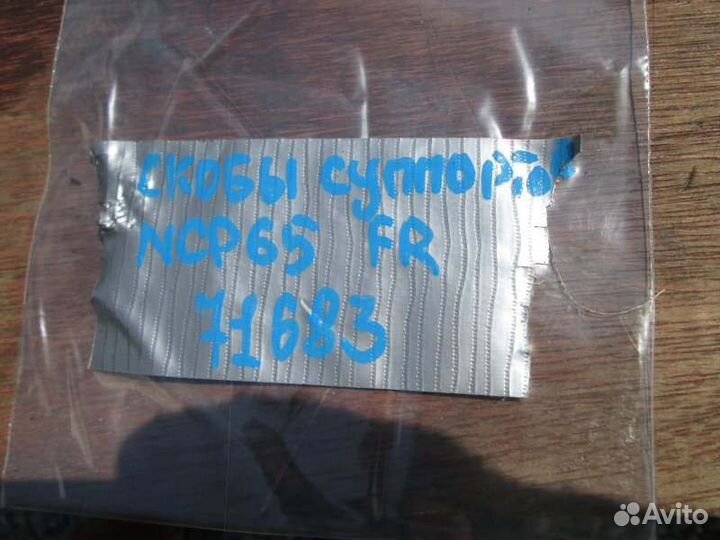 скобы суппортов
NCP65 FR
71683
Avito